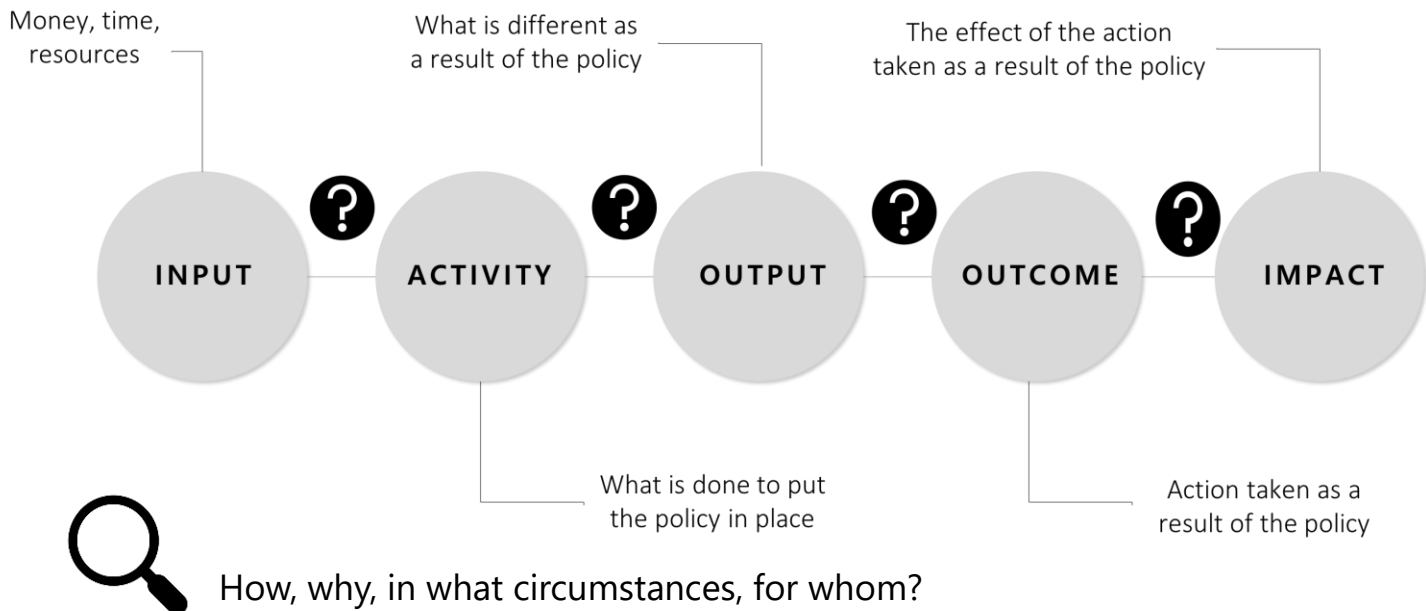 Money, time,
resources
What is different as
a result of the policy
The effect of the action
taken as a result of the policy
?
?
?
?
INPUT
ACTIVITY
OUTPUT
OUTCOME
IMPACT
What is done to put
the policy in place
Action taken as a
result of the policy
How, why, in what circumstances, for whom?